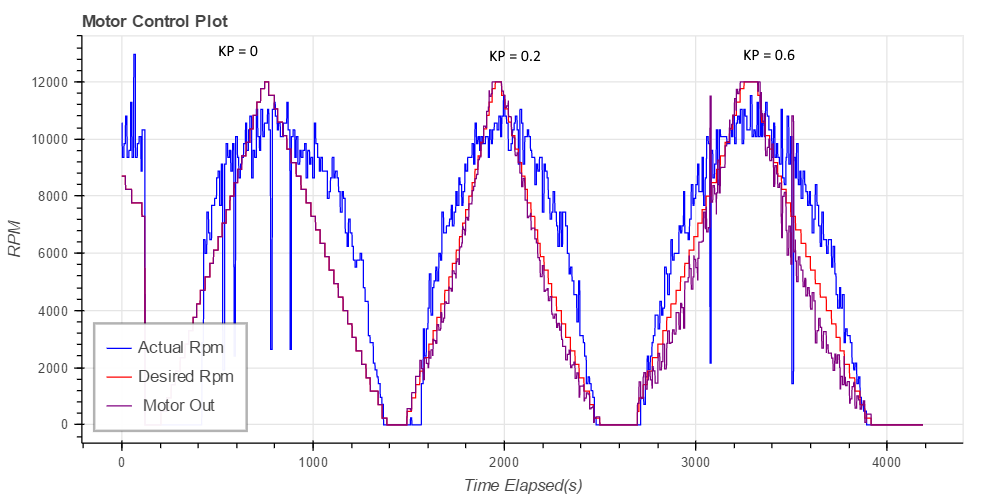 Motor Control Plot
KP = 0
KP = 0.2
KP = 0.6
RPM
12000
10000
8000
6000
4000
2000
0
Actual Rpm
Desired Rpm
Motor Out
0
1000
2000
3000
4000
Time Elapsed(s)